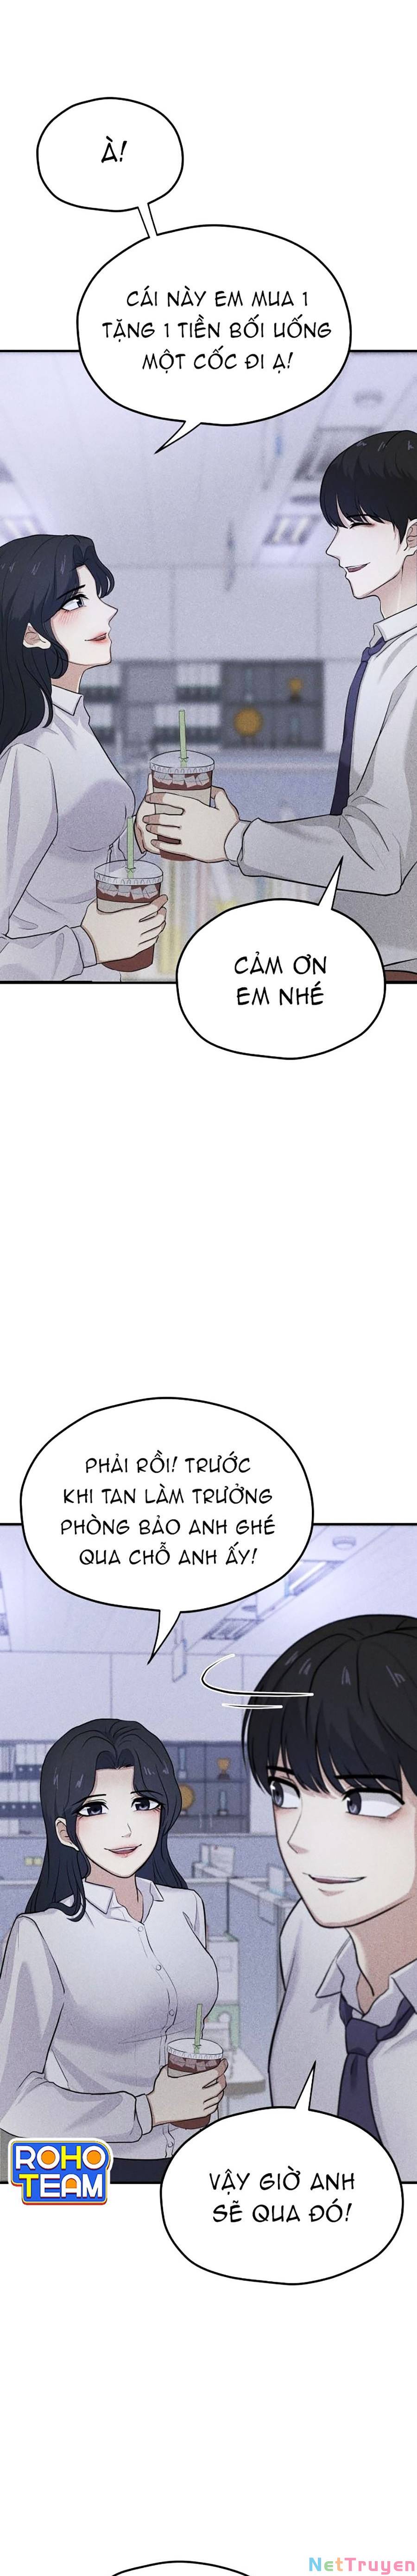 À!
CÁI NÀY EM MUA 1
TẶNG 1 TIỀN BỐI UỐNG
MỘT CỐC ĐI Ạ!
CẢM ƠN
EM NHÉ
PHẢI RỒI! TRƯỚC
KHI TAN LÀM TRƯỞNG
PHÒNG BẢO ANH GHÉ
QUA CHỖ ANH ẤY!
ROHO
TEAM
VẬY GIỜ ANH
SẼ QUA ĐÓ!
NetTruyen